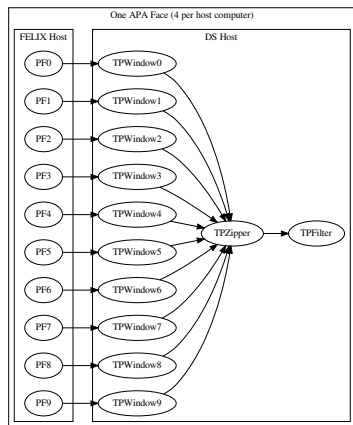 One APA Face (4 per host computer)
FELIX Host
DS Host
PF0
TPWindow0
PF1
TPWindow1
PF2
TPWindow2
PF3
TPWindow3
PF4
TPWindow4
TPZipper
TPFilter
PF5
TPWindow5
PF6
TPWindow6
PF7
TPWindow7
PF8
TPWindow8
PF9
TPWindow9